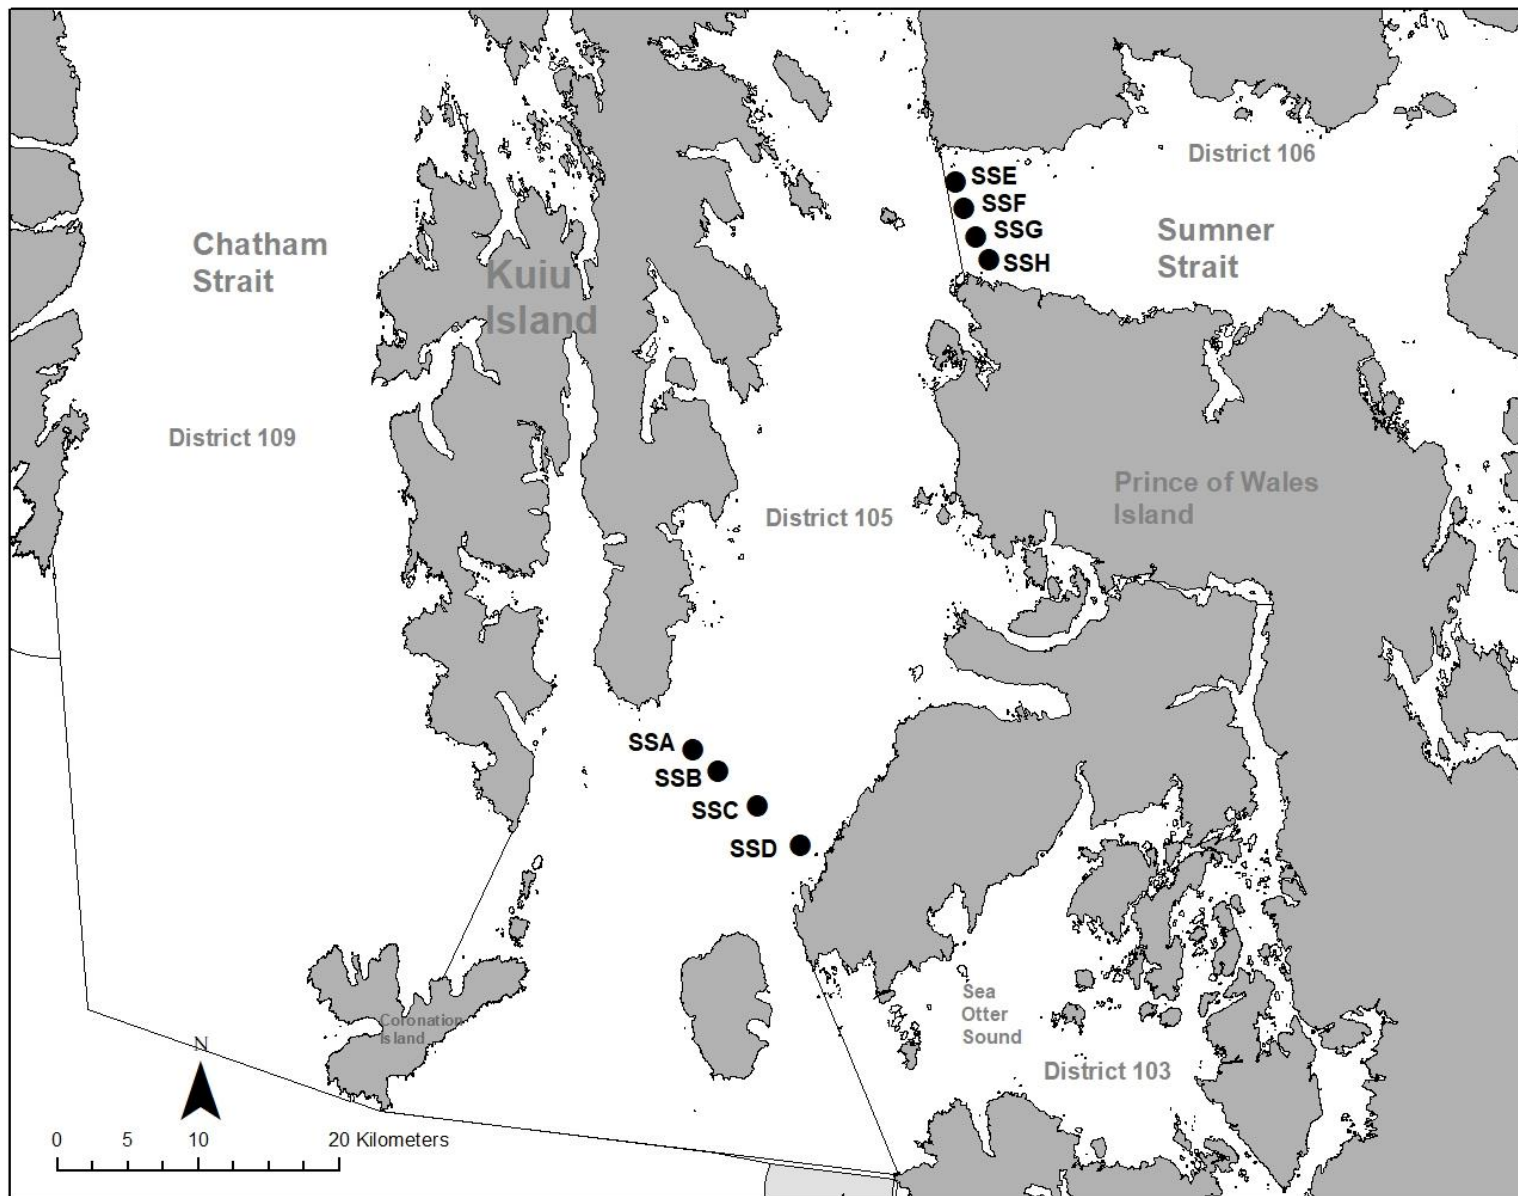 District 106
SSE
SSF
SSG
SSH
Sumner
Strait
Chatham
Strait
Kuiu
Island
District 109
Prince of Wales
Island
District 105
SSA
SSB
SSC
SSD
Sea
Otter
Sound
Coronation
Island
District 103
N
0 5 10 20 Kilometers